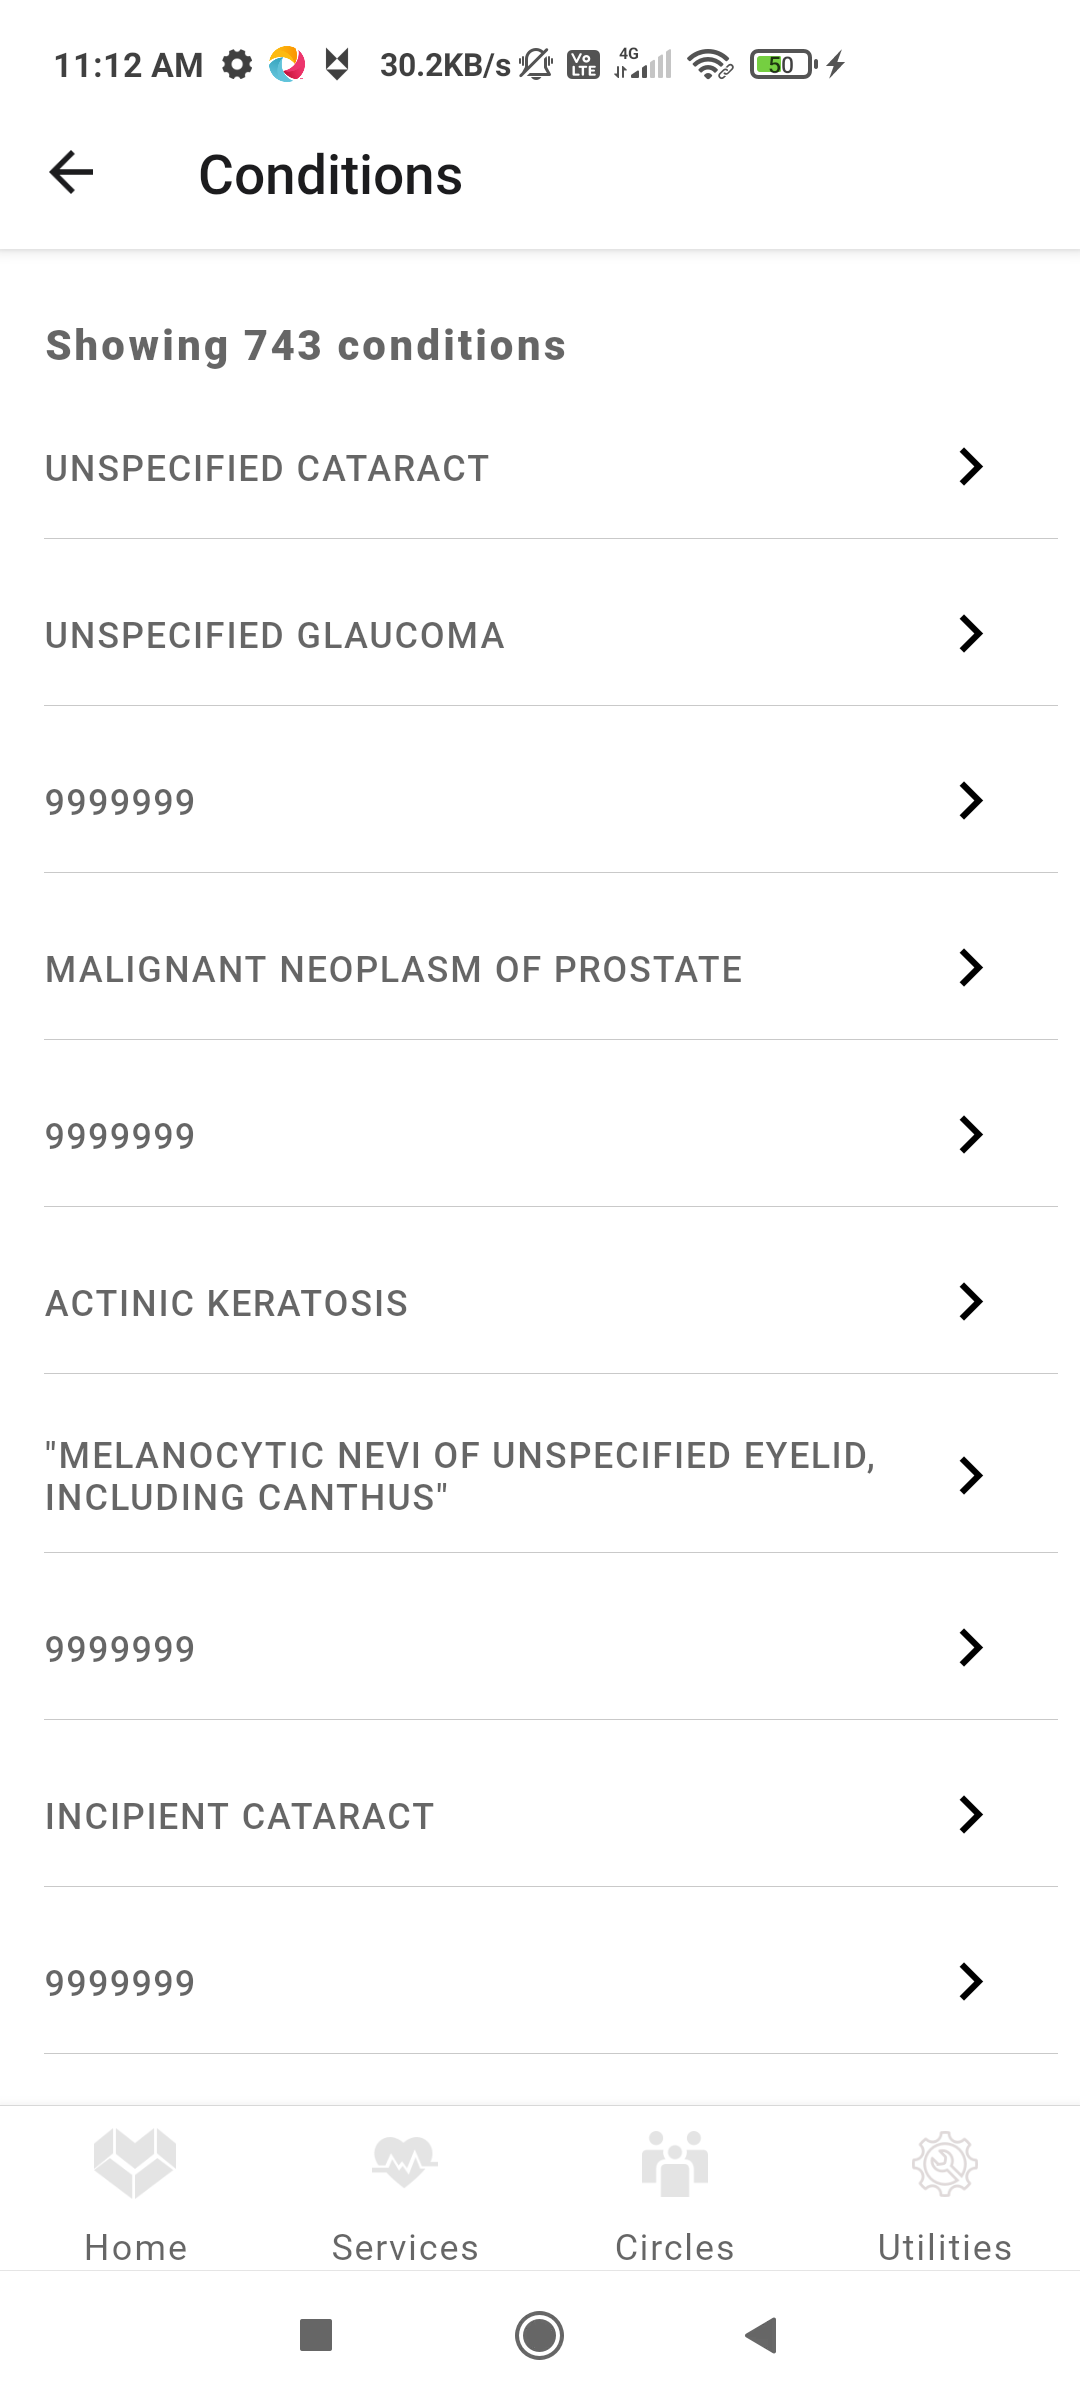 11:12 AM 30.2KB/s Vo LTE 4G 50
Conditions
Showing 743 conditions
UNSPECIFIED CATARACT
UNSPECIFIED GLAUCOMA
9999999
MALIGNANT NEOPLASM OF PROSTATE
9999999
ACTINIC KERATOSIS
"MELANOCYTIC NEVI OF UNSPECIFIED EYELID,
INCLUDING CANTHUS"
9999999
INCIPIENT CATARACT
9999999
Home Services Circles Utilities